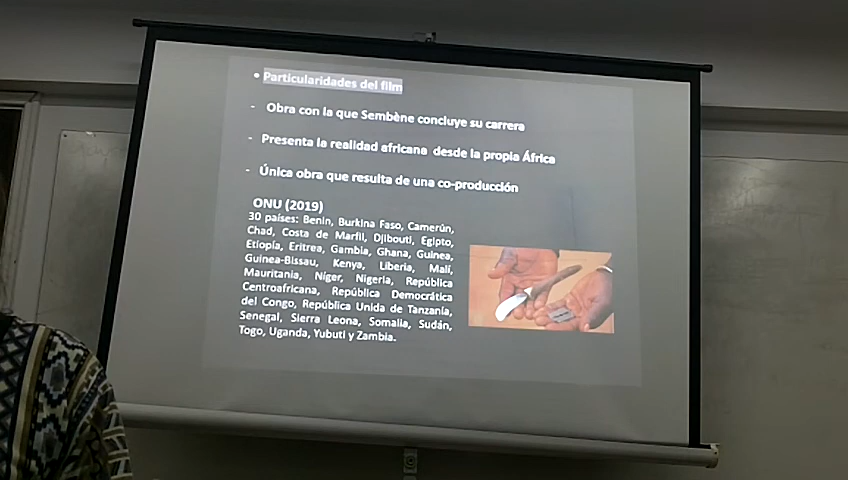 • Particularidades del film
- Obra con la que Sembène concluye su carrera
- Presenta la realidad africana desde la propia África
- Única obra que resulta de una co-producción
ONU (2019)
30 países: Benin, Burkina Faso, Camerún,
Chad, Costa de Marfil, Djibouti, Egipto,
Etiopía, Eritrea, Gambia, Ghana, Guinea,
Guinea-Bissau, Kenya, Liberia, Malí,
Mauritania, Níger, Nigeria, República
Centroafricana, República Democrática
del Congo, República Unida de Tanzanía,
Senegal, Sierra Leona, Somalia, Sudán,
Togo, Uganda, Yubuti y Zambia.